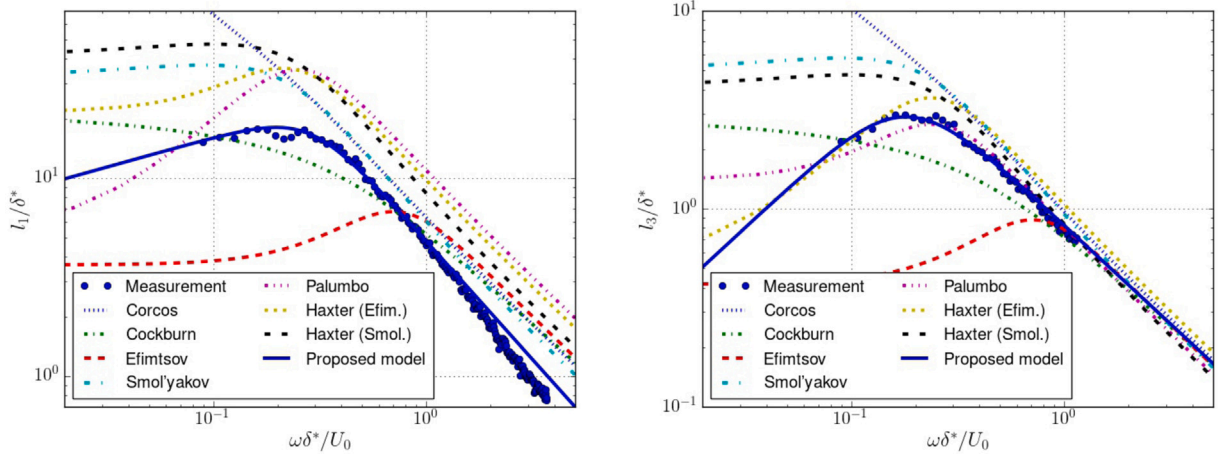 l₁/δ*
10¹
10⁰
Measurement
Corcos
Cockburn
Efimtsov
Smol'yakov
Palumbo
Haxter (Efim.)
Haxter (Smol.)
Proposed model
10⁻¹
10⁰
ωδ*/U₀
l₃/δ*
10¹
10⁰
10⁻¹
Measurement
Corcos
Cockburn
Efimtsov
Smol'yakov
Palumbo
Haxter (Efim.)
Haxter (Smol.)
Proposed model
10⁻¹
10⁰
ωδ*/U₀